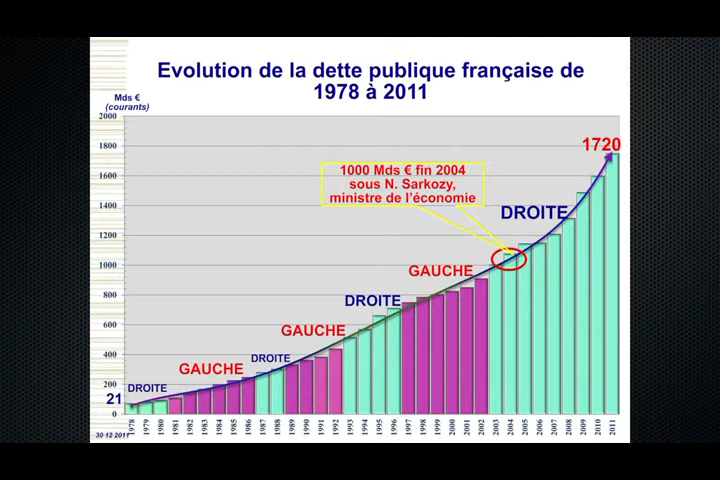 Evolution de la dette publique française de
1978 à 2011
Mds €
(courants)
2000
1800
1600
1400
1200
1000
800
600
400
200
0
1720
1000 Mds € fin 2004
sous N. Sarkozy,
ministre de l'économie
DROITE
GAUCHE
DROITE
GAUCHE
DROITE
GAUCHE
DROITE
21
1978 1979 1980 1981 1982 1983 1984 1985 1986 1987 1988 1989 1990 1991 1992 1993 1994 1995 1996 1997 1998 1999 2000 2001 2002 2003 2004 2005 2006 2007 2008 2009 2010 2011
30 12 2011